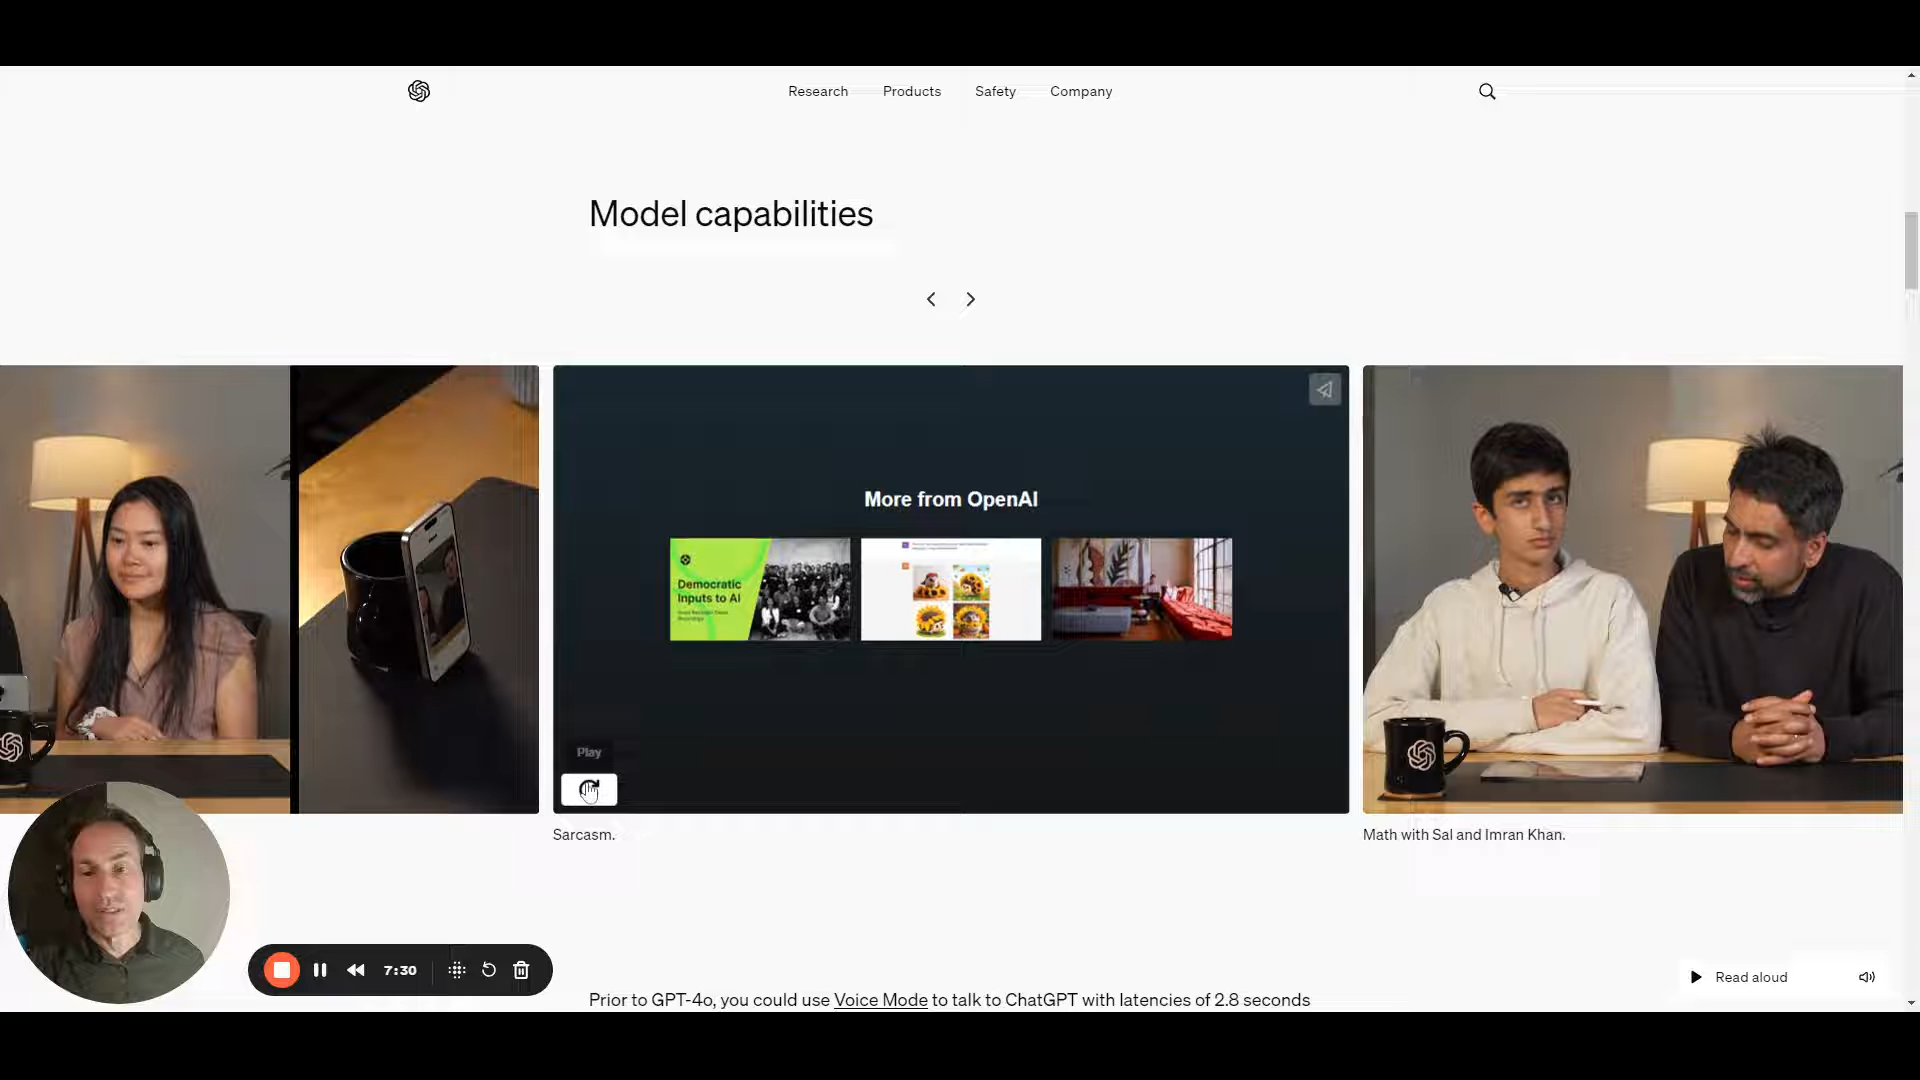 Research Products Safety Company
Model capabilities
More from OpenAI
Democratic
Inputs to AI
Play
Sarcasm.
Math with Sal and Imran Khan.
7:30
Read aloud
Prior to GPT-4o, you could use Voice Mode to talk to ChatGPT with latencies of 2.8 seconds